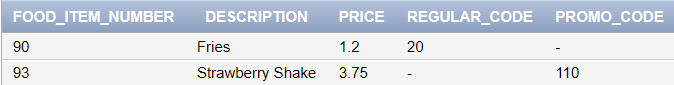 FOOD_ITEM_NUMBER DESCRIPTION PRICE REGULAR_CODE PROMO_CODE
90 Fries 1.2 20 -
93 Strawberry Shake 3.75 - 110